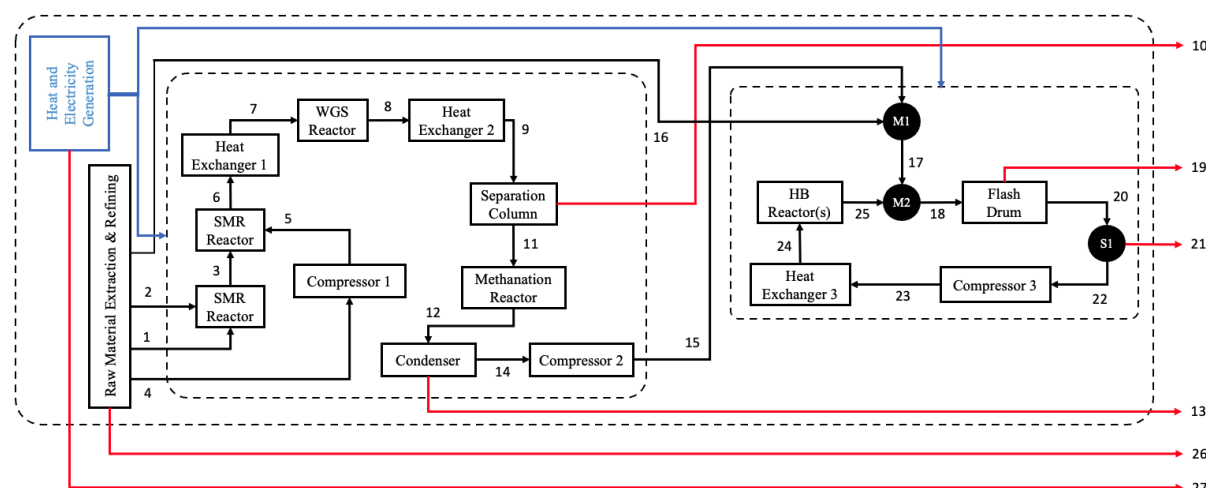 10
Heat and
Electricity
Generation
7
WGS
Reactor
8
Heat
Exchanger 2
15
M1
9
16
Heat
Exchanger 1
17
19
6
Separation
Column
HB
Reactor(s)
25
M2
18
Flash
Drum
20
SMR
Reactor
5
11
24
S1
21
3
Compressor 1
Methanation
Reactor
Heat
Exchanger 3
23
Compressor 3
22
2
SMR
Reactor
1
12
Raw Material Extraction & Refining
4
Condenser
14
Compressor 2
13
26
27